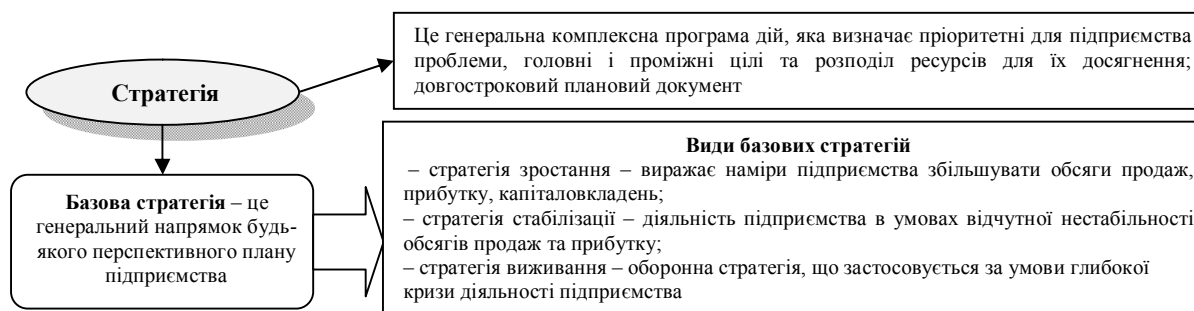 Це генеральна комплексна програма дій, яка визначає пріоритетні для підприємства
проблеми, головні і проміжні цілі та розподіл ресурсів для їх досягнення;
довгостроковий плановий документ
Стратегія
Базова стратегія – це
генеральний напрямок будь-
якого перспективного плану
підприємства
Види базових стратегій
– стратегія зростання – виражає наміри підприємства збільшувати обсяги продаж,
прибутку, капіталовкладень;
– стратегія стабілізації – діяльність підприємства в умовах відчутної нестабільності
обсягів продаж та прибутку;
– стратегія виживання – оборонна стратегія, що застосовується за умови глибокої
кризи діяльності підприємства